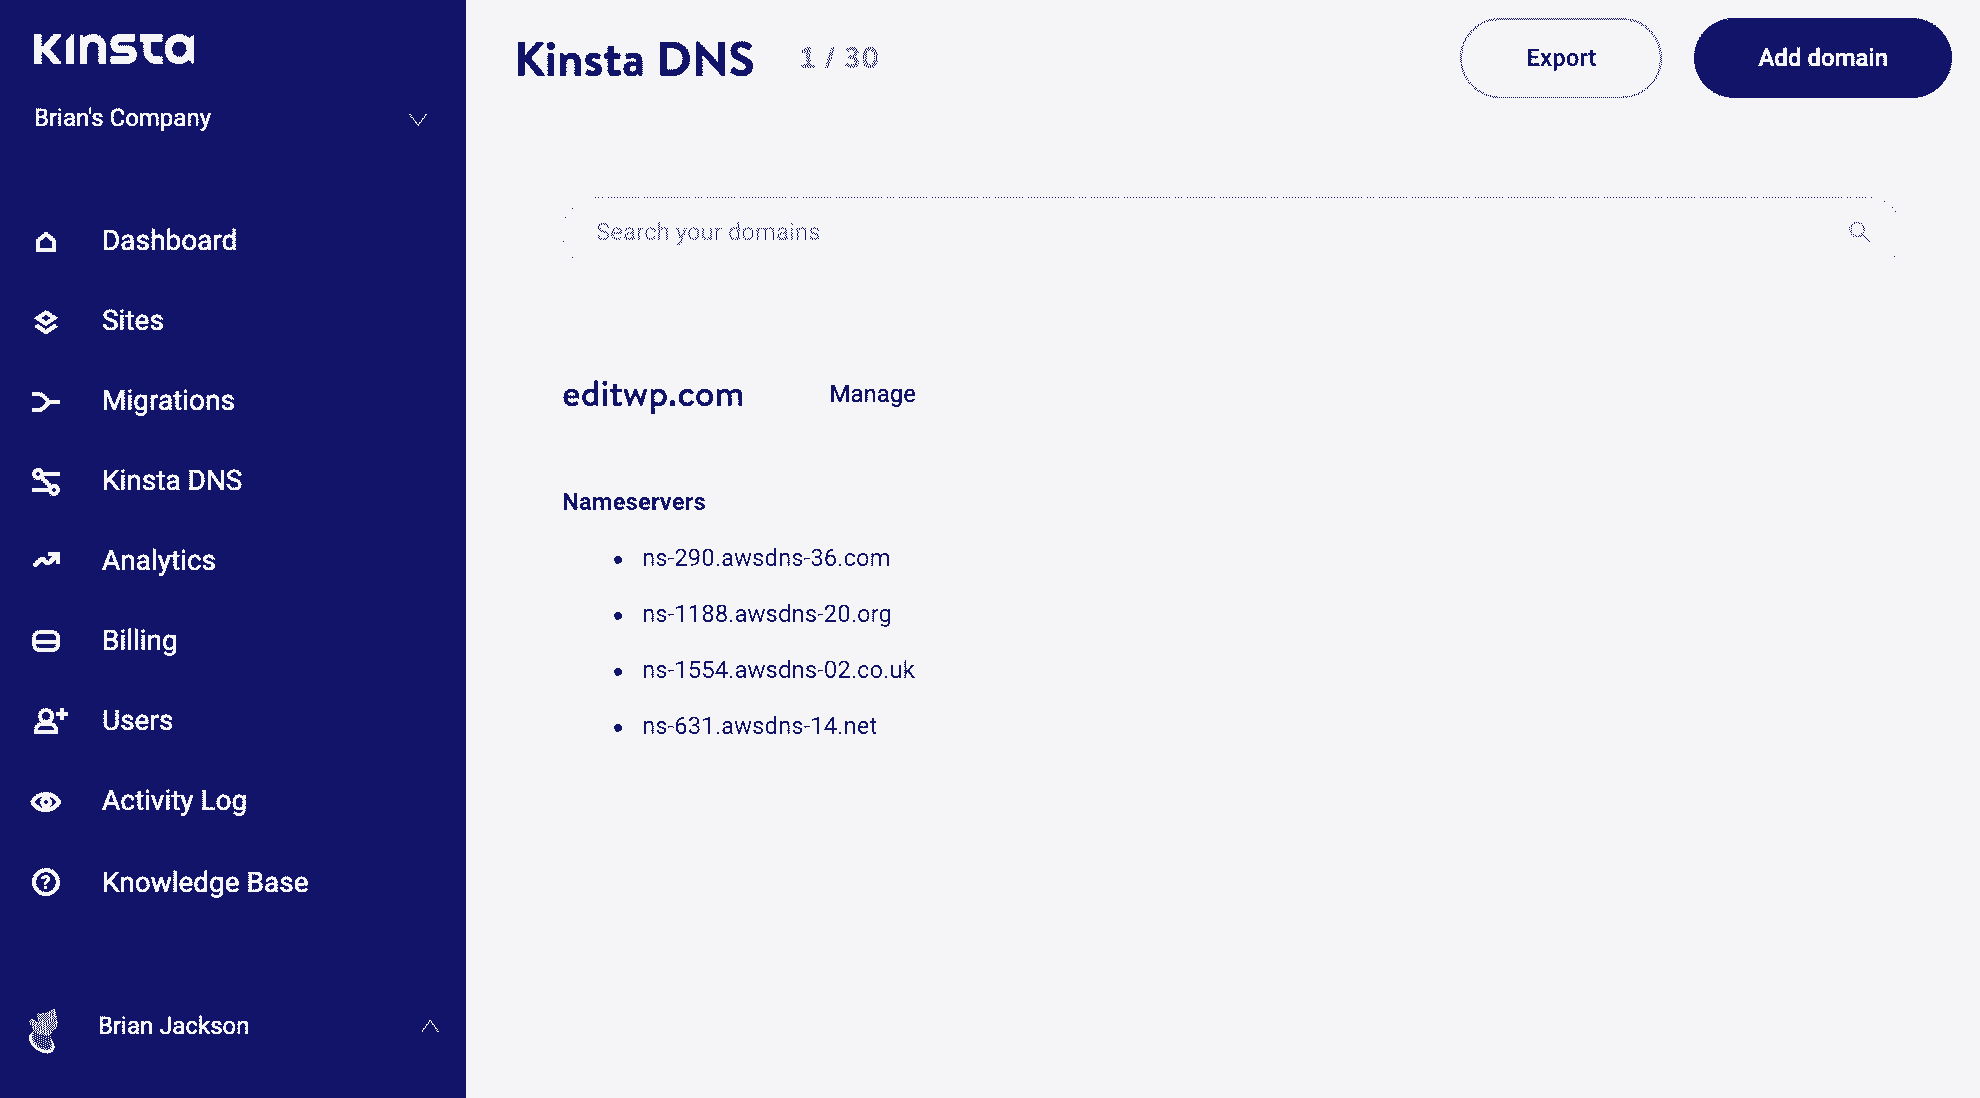 Kinsta
Brian's Company
Dashboard
Sites
Migrations
Kinsta DNS
Analytics
Billing
Users
Activity Log
Knowledge Base
Brian Jackson
Kinsta DNS 1 / 30
Export
Add domain
Search your domains
editwp.com Manage
Nameservers
ns-290.awsdns-36.com
ns-1188.awsdns-20.org
ns-1554.awsdns-02.co.uk
ns-631.awsdns-14.net